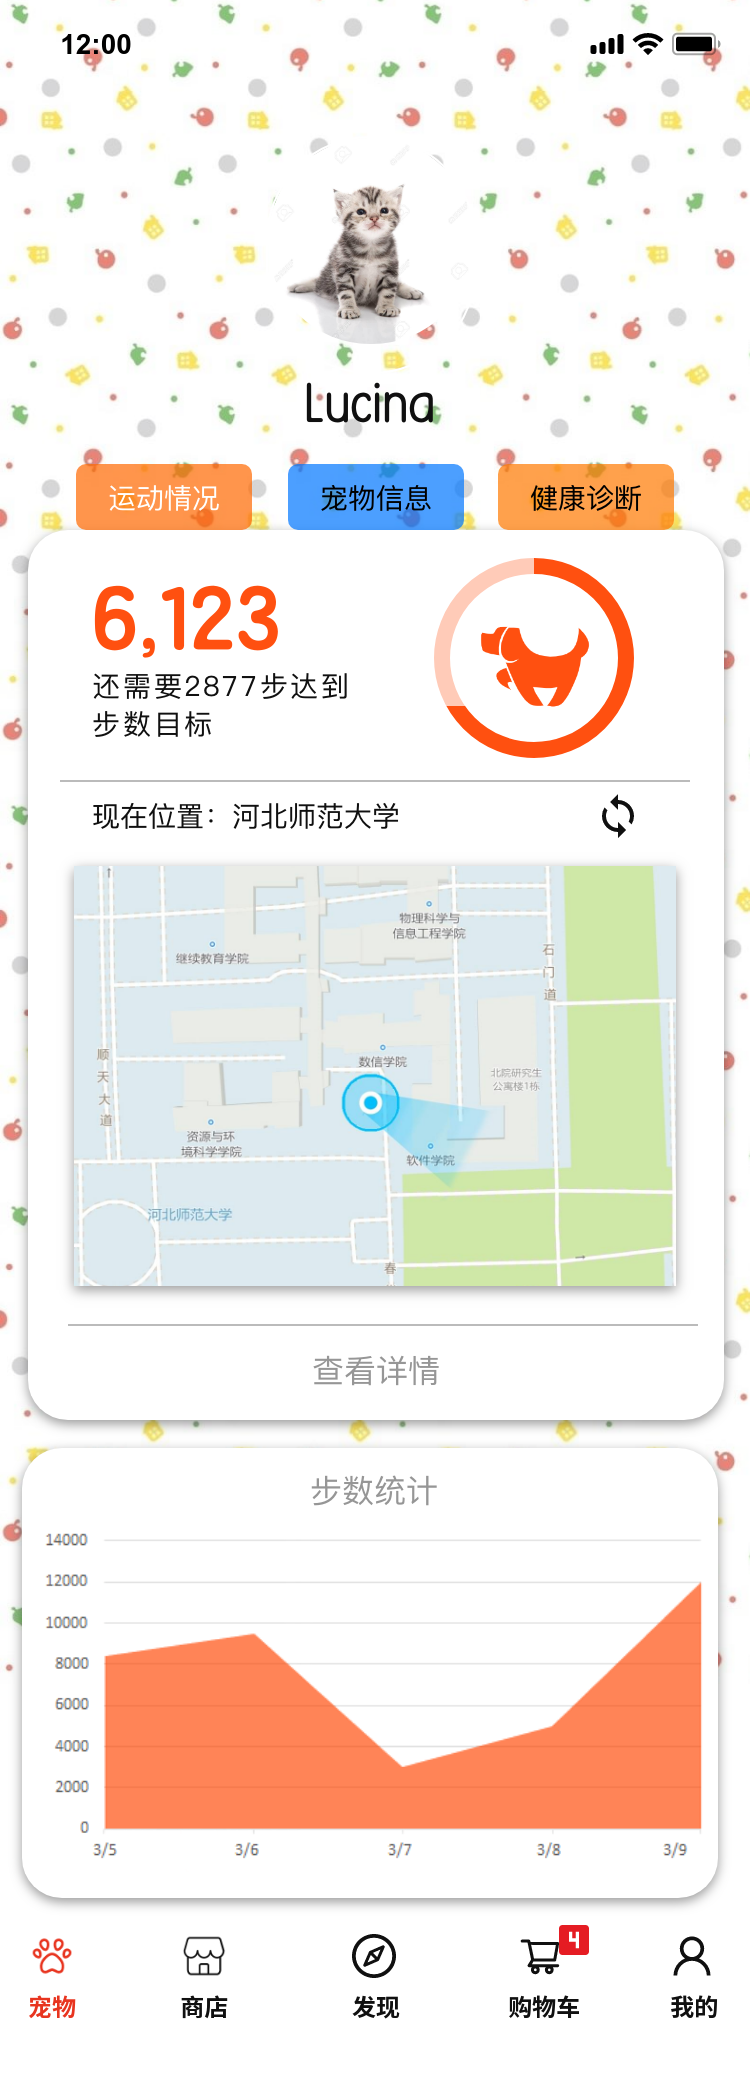 12:00
Lucina
运动情况
宠物信息
健康诊断
6,123
还需要2877步达到
步数目标
现在位置：河北师范大学
物理科学与
信息工程学院
继续教育学院
石门道
顺天大道
数信学院
北院研究生
公寓楼1栋
资源与环
境科学学院
软件学院
河北师范大学
春
查看详情
步数统计
14000
12000
10000
8000
6000
4000
2000
0
3/5
3/6
3/7
3/8
3/9
4
宠物
商店
发现
购物车
我的